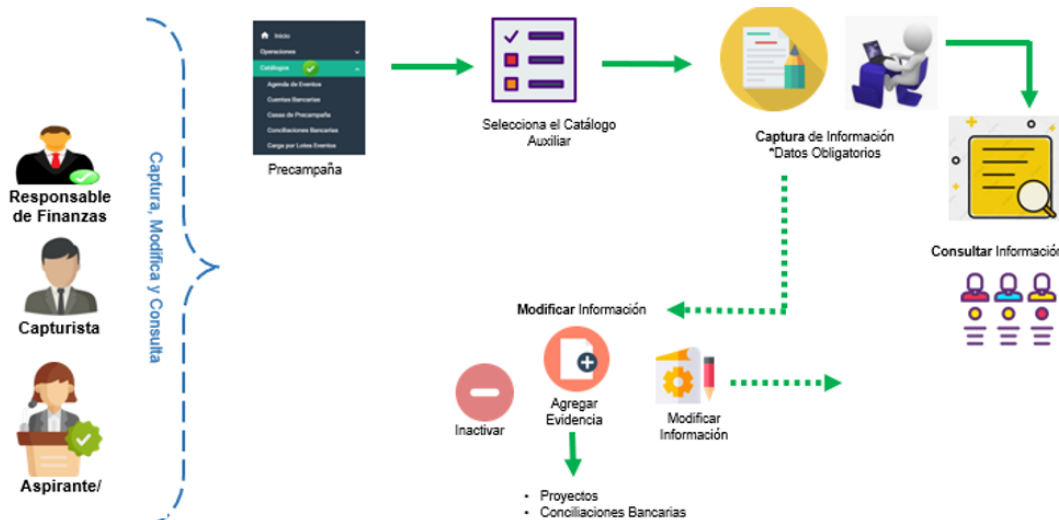 Responsable
de Finanzas
Capturista
Aspirante/
Captura, Modifica y Consulta
Inicio
Operaciones
Catálogos
Agenda de Eventos
Cuentas Bancarias
Casas de Precampaña
Conciliaciones Bancarias
Carga por Lotes Eventos
Precampaña
Selecciona el Catálogo
Auxiliar
Captura de Información
*Datos Obligatorios
Consultar Información
Modificar Información
Inactivar
Agregar
Evidencia
Modificar
Información
• Proyectos
• Conciliaciones Bancarias